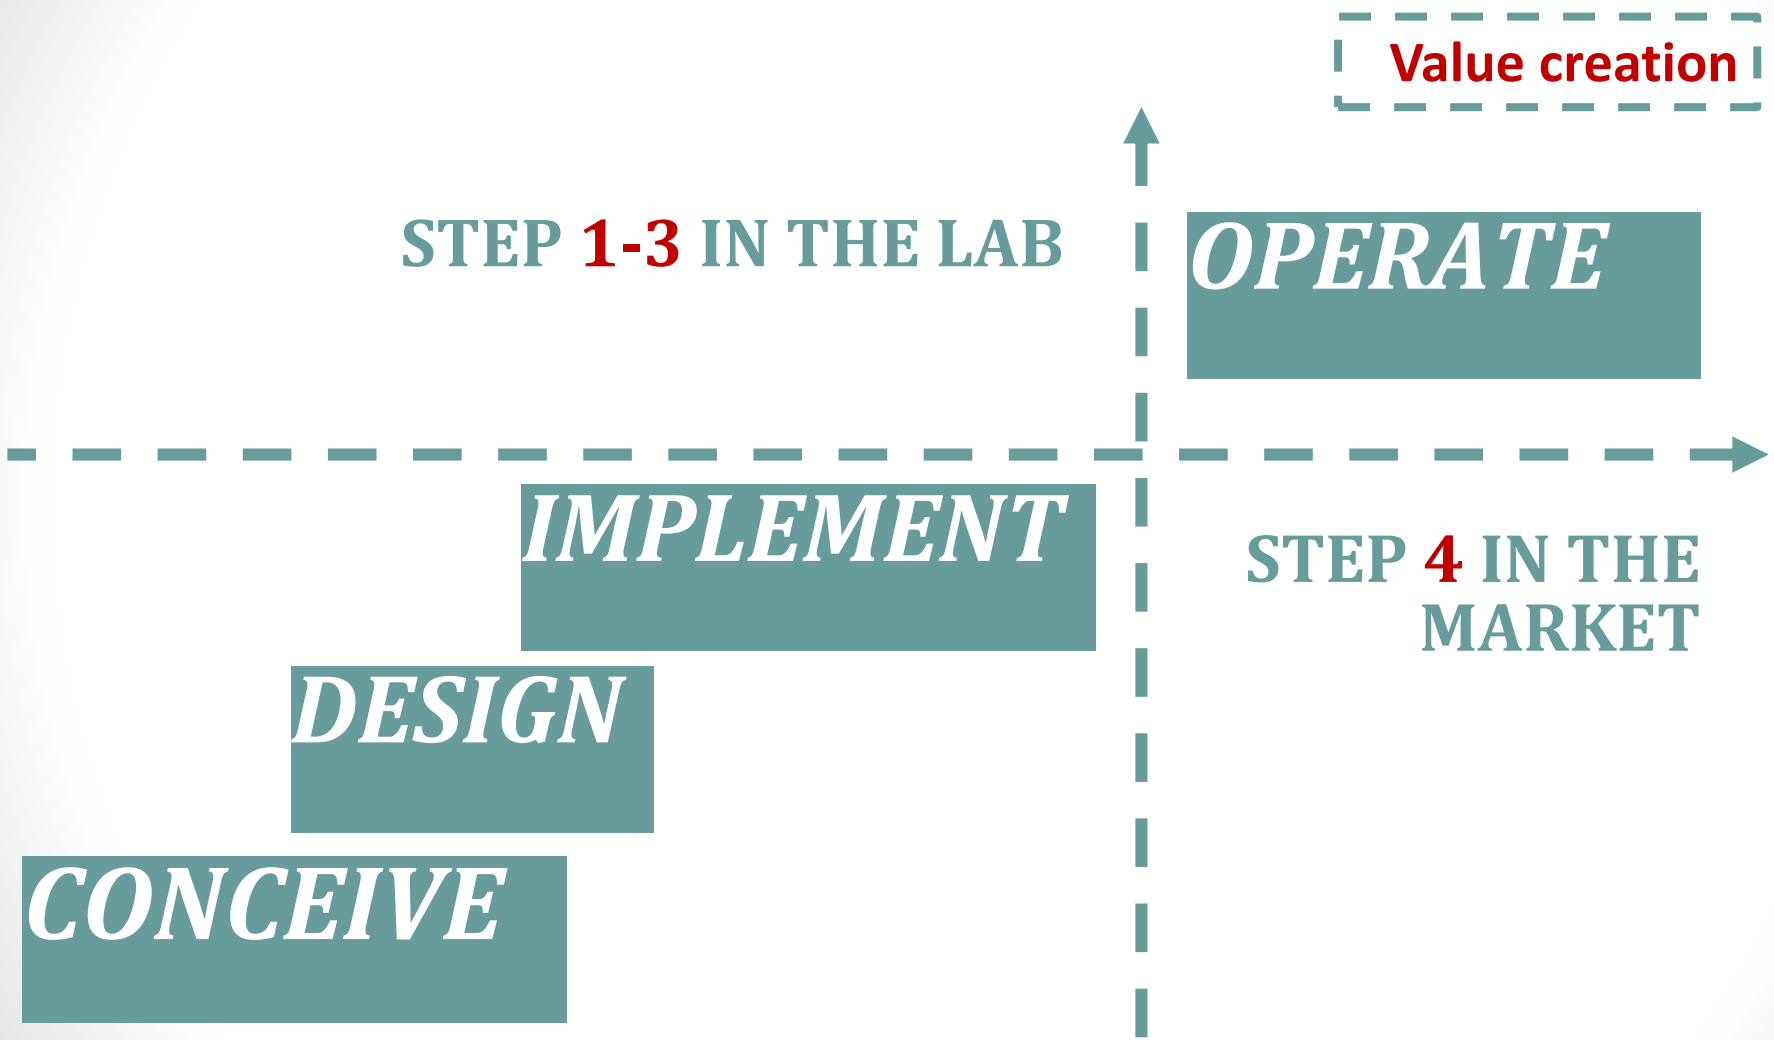 Value creation
STEP 1-3 IN THE LAB
OPERATE
IMPLEMENT
STEP 4 IN THE
MARKET
DESIGN
CONCEIVE